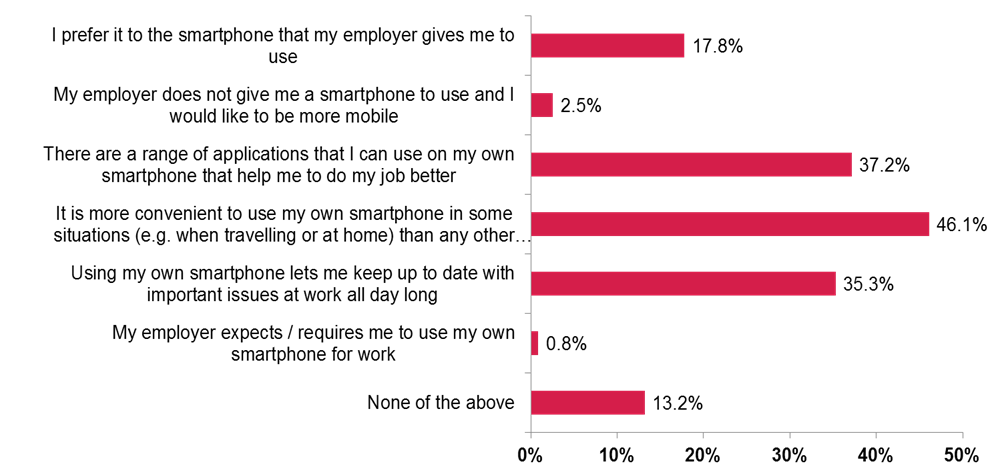 I prefer it to the smartphone that my employer gives me to
use
17.8%
My employer does not give me a smartphone to use and I
would like to be more mobile
2.5%
There are a range of applications that I can use on my own
smartphone that help me to do my job better
37.2%
It is more convenient to use my own smartphone in some
situations (e.g. when travelling or at home) than any other…
46.1%
Using my own smartphone lets me keep up to date with
important issues at work all day long
35.3%
My employer expects / requires me to use my own
smartphone for work
0.8%
None of the above
13.2%
0% 10% 20% 30% 40% 50%